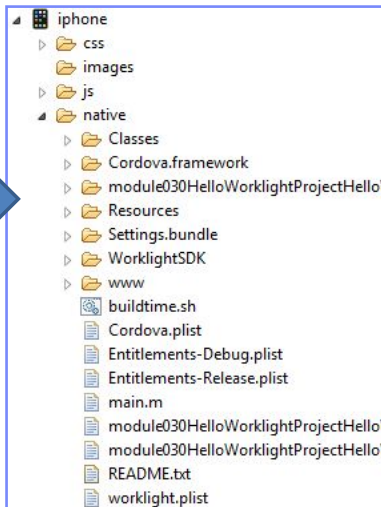 iphone
css
images
js
native
Classes
Cordova.framework
module030HelloWorklightProjectHello
Resources
Settings.bundle
WorklightSDK
www
buildtime.sh
Cordova.plist
Entitlements-Debug.plist
Entitlements-Release.plist
main.m
module030HelloWorklightProjectHello
module030HelloWorklightProjectHello
README.txt
worklight.plist